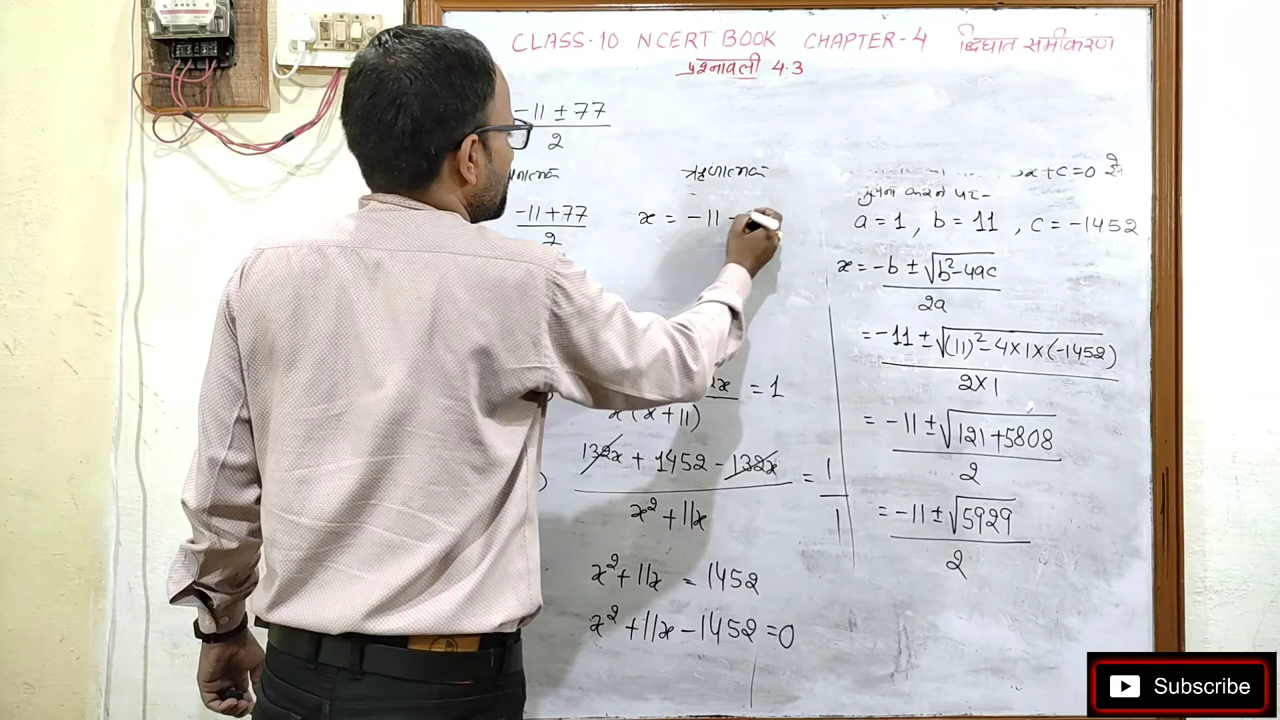 CLASS-10 NCERT BOOK CHAPTER-4 द्विघात समीकरण
प्रश्नावली 4.3
-11 ± 77
2
ऋणात्मक
-11+77
2
x = -11 -
x+c=0 से
तुलना करने पर-
a = 1, b = 11, c = -1452
x = -b ± √b²-4ac
2a
= -11 ± √(11)²-4×1×(-1452)
2×1
= -11 ± √121+5808
2
= -11 ± √5929
2
2x = 1
x(x+11)
132x + 1452 - 132x = 1
x² + 11x 1
x² + 11x = 1452
x² + 11x - 1452 = 0
Subscribe